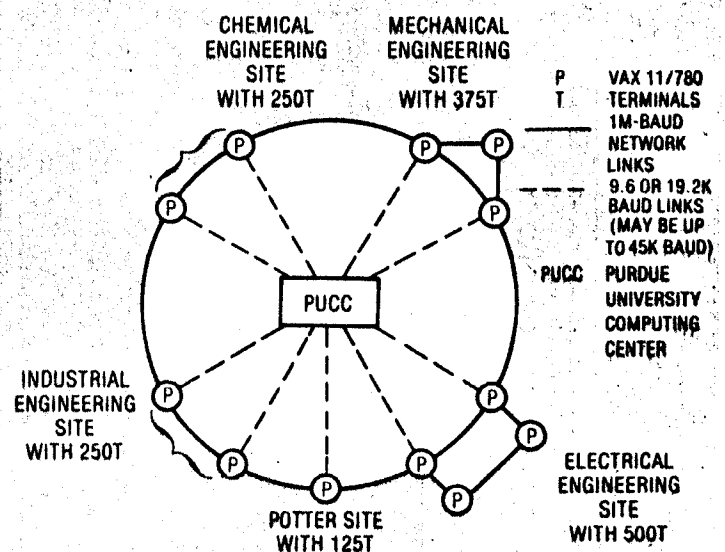 CHEMICAL
ENGINEERING
SITE
WITH 250T
MECHANICAL
ENGINEERING
SITE
WITH 375T
P VAX 11/780
T TERMINALS
1M-BAUD
NETWORK
LINKS
9.6 OR 19.2K
BAUD LINKS
(MAY BE UP
TO 45K BAUD)
PUCC PURDUE
UNIVERSITY
COMPUTING
CENTER
P
P
P
P
P
PUCC
INDUSTRIAL
ENGINEERING
SITE
WITH 250T
P
P
P
P
P
P
P
POTTER SITE
WITH 125T
ELECTRICAL
ENGINEERING
SITE
WITH 500T